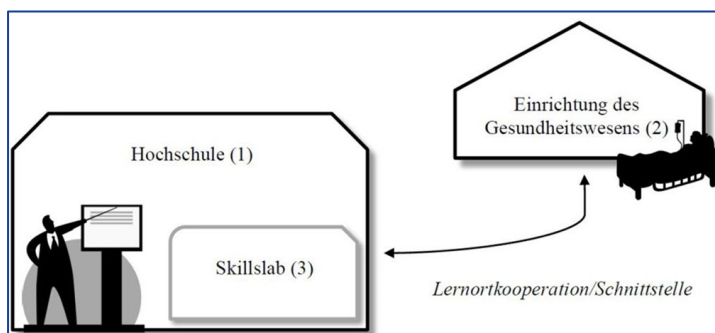 Einrichtung des
Gesundheitswesens (2)
Hochschule (1)
Skillslab (3)
Lernortkooperation/Schnittstelle